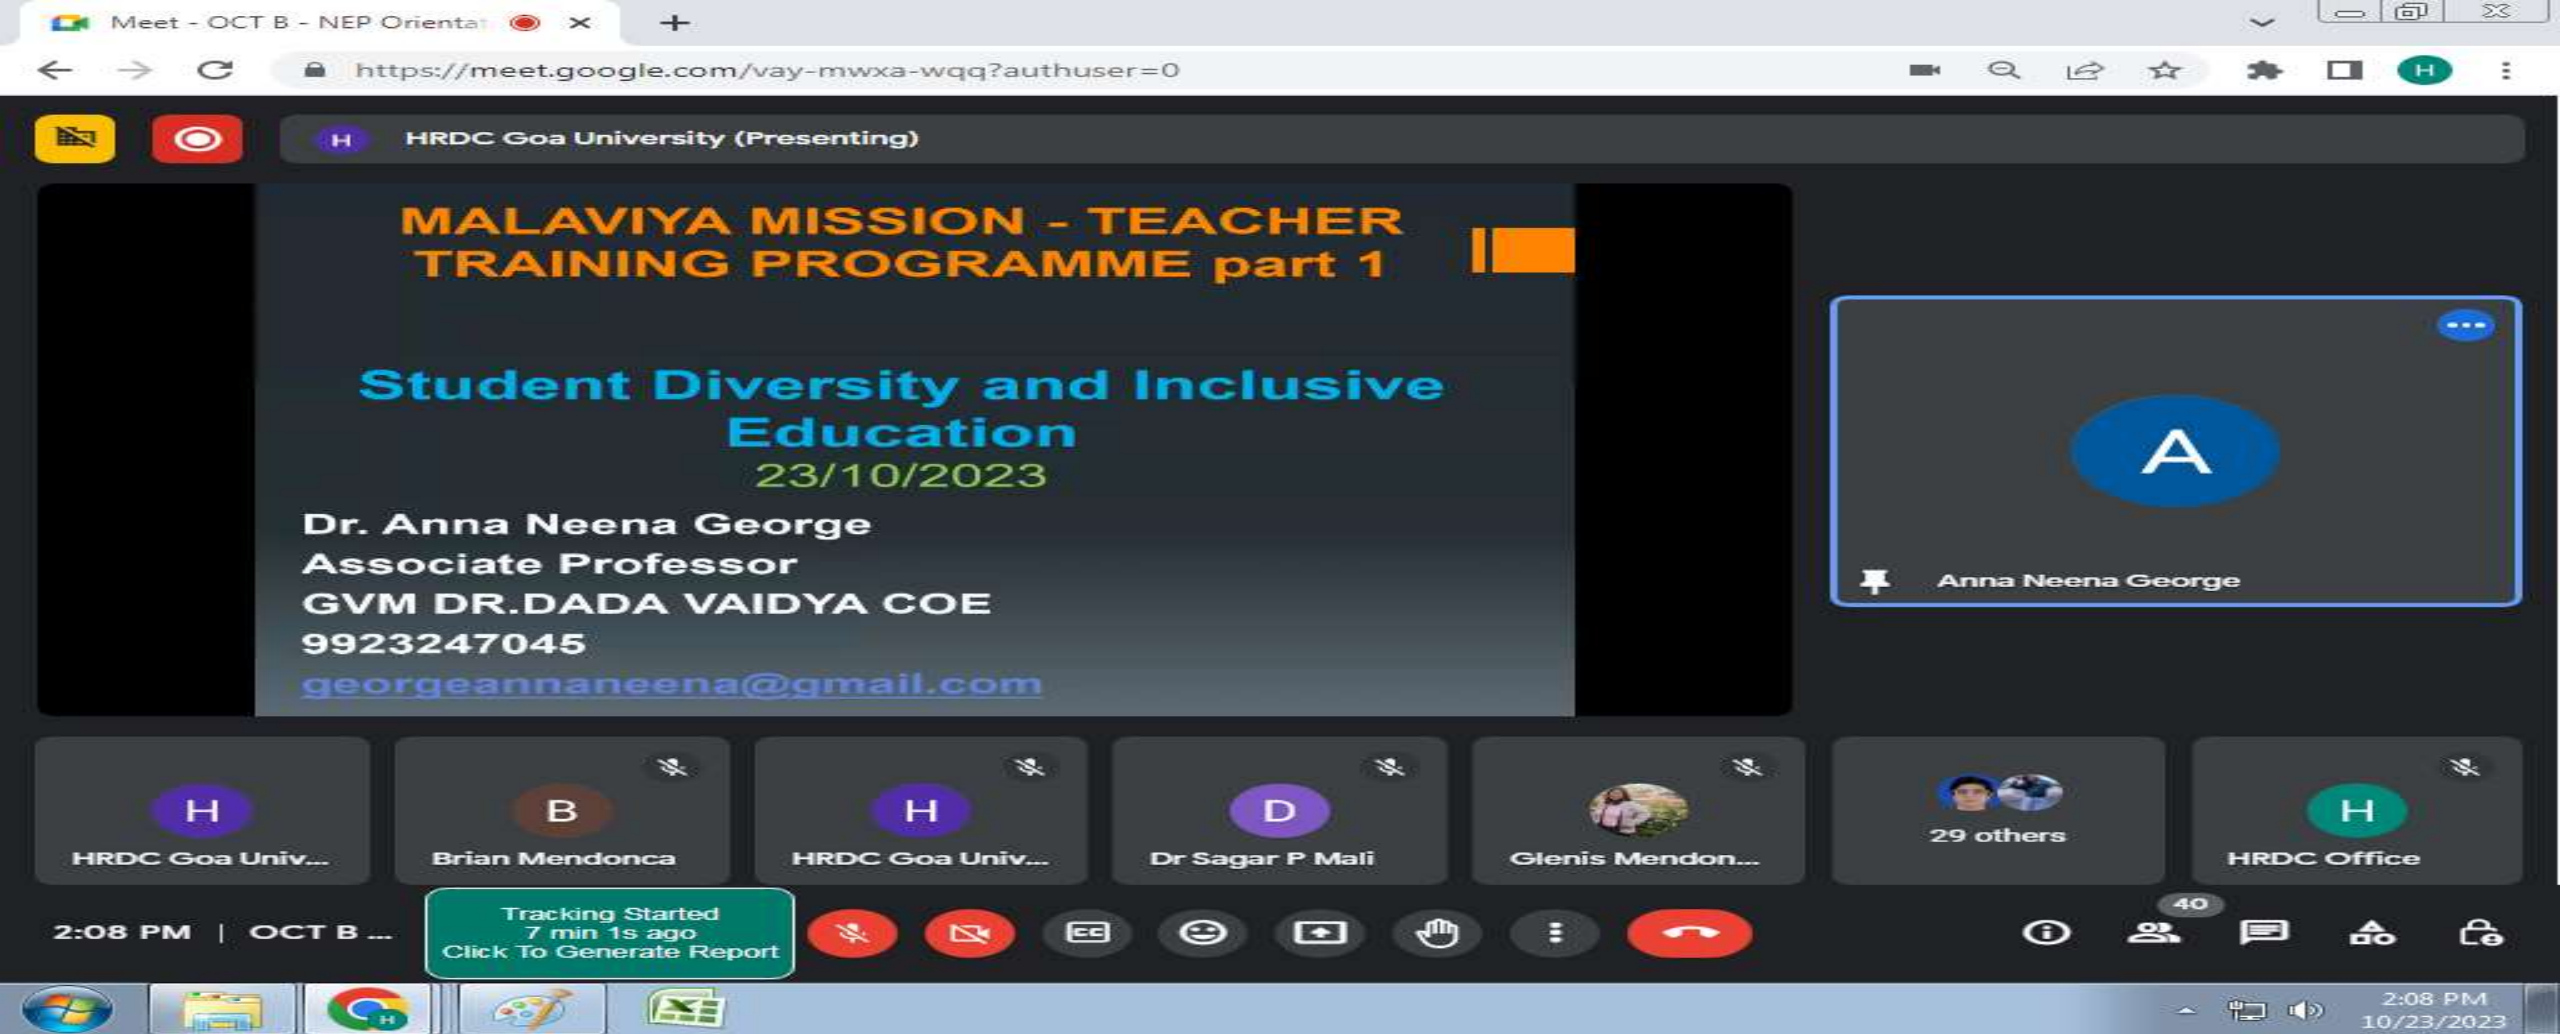 Meet - OCT B - NEP Orienta
https://meet.google.com/vay-mwxa-wqq?authuser=0
H
H HRDC Goa University (Presenting)
MALAVIYA MISSION - TEACHER
TRAINING PROGRAMME part 1
Student Diversity and Inclusive
Education
23/10/2023
Dr. Anna Neena George
Associate Professor
GVM DR.DADA VAIDYA COE
9923247045
georgeannaneena@gmail.com
A
Anna Neena George
H
HRDC Goa Univ...
B
Brian Mendonca
H
HRDC Goa Univ...
D
Dr Sagar P Mali
Glenis Mendon...
29 others
H
HRDC Office
2:08 PM | OCT B ...
Tracking Started
7 min 1s ago
Click To Generate Report
CC
40
H
2:08 PM
10/23/2023